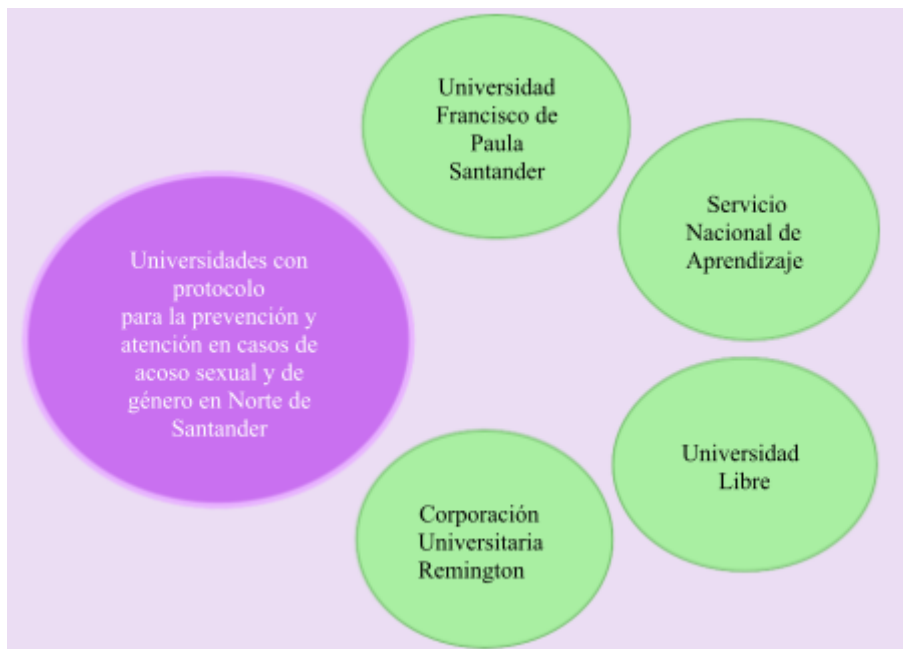 Universidades con
protocolo
para la prevención y
atención en casos de
acoso sexual y de
género en Norte de
Santander
Universidad
Francisco de
Paula
Santander
Servicio
Nacional de
Aprendizaje
Universidad
Libre
Corporación
Universitaria
Remington